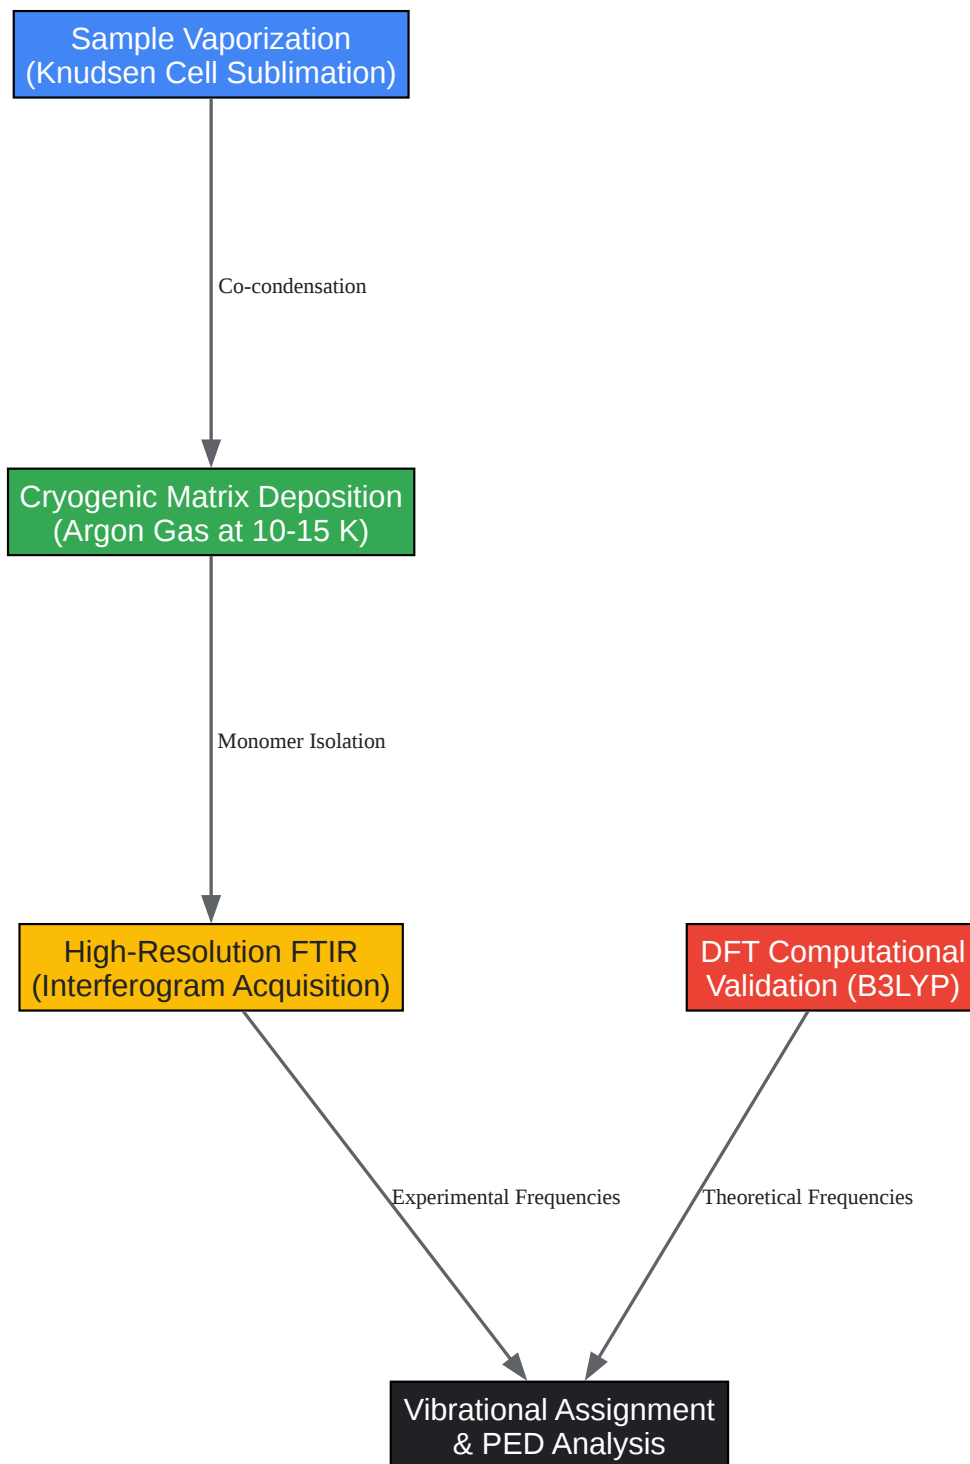 Sample Vaporization
(Knudsen Cell Sublimation)
Co-condensation
Cryogenic Matrix Deposition
(Argon Gas at 10-15 K)
Monomer Isolation
High-Resolution FTIR
(Interferogram Acquisition)
DFT Computational
Validation (B3LYP)
Experimental Frequencies
Theoretical Frequencies
Vibrational Assignment
& PED Analysis